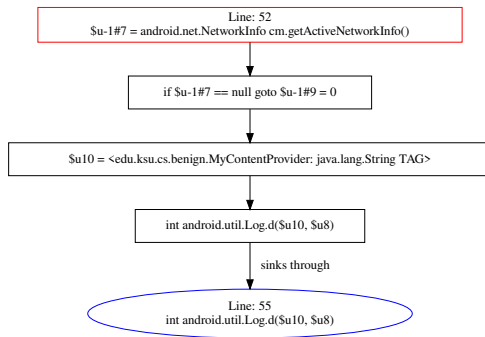 Line: 52
$u-1#7 = android.net.NetworkInfo cm.getActiveNetworkInfo()
if $u-1#7 == null goto $u-1#9 = 0
$u10 = <edu.ksu.cs.benign.MyContentProvider: java.lang.String TAG>
int android.util.Log.d($u10, $u8)
sinks through
Line: 55
int android.util.Log.d($u10, $u8)